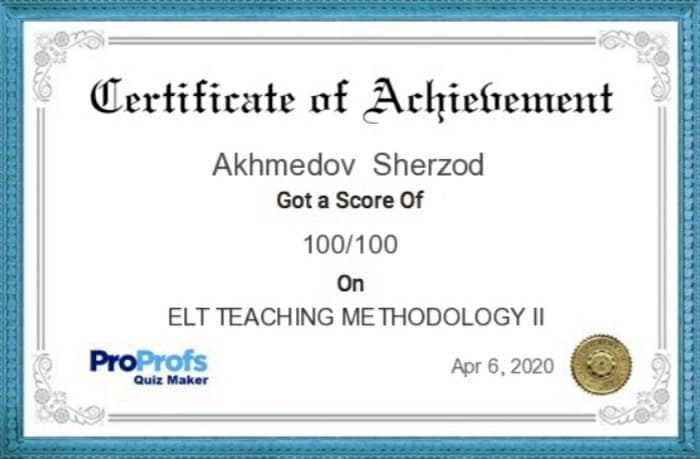 Certificate of Achievement
Akhmedov Sherzod
Got a Score Of
100/100
On
ELT TEACHING METHODOLOGY II
ProProfs
Quiz Maker
Apr 6, 2020